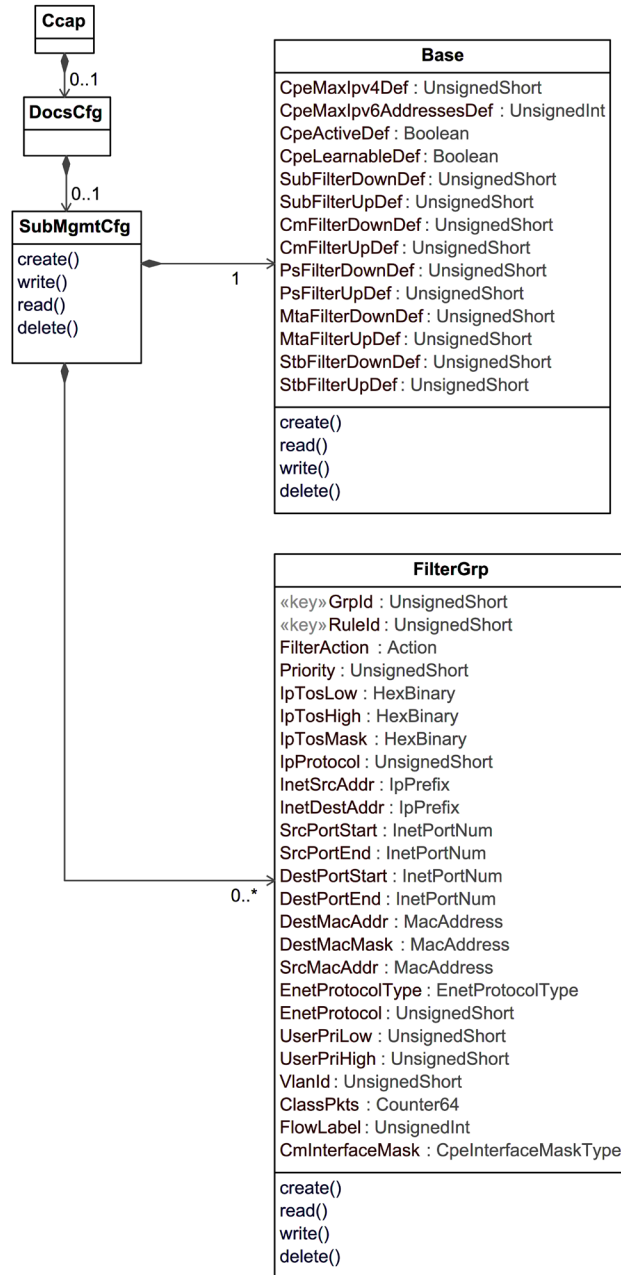 Ccap
0..1
DocsCfg
0..1
SubMgmtCfg
create()
write()
read()
delete()
1
Base
CpeMaxIpv4Def : UnsignedShort
CpeMaxIpv6AddressesDef : UnsignedInt
CpeActiveDef : Boolean
CpeLearnableDef : Boolean
SubFilterDownDef : UnsignedShort
SubFilterUpDef : UnsignedShort
CmFilterDownDef : UnsignedShort
CmFilterUpDef : UnsignedShort
PsFilterDownDef : UnsignedShort
PsFilterUpDef : UnsignedShort
MtaFilterDownDef : UnsignedShort
MtaFilterUpDef : UnsignedShort
StbFilterDownDef : UnsignedShort
StbFilterUpDef : UnsignedShort
create()
read()
write()
delete()
0..*
FilterGrp
«key»GrpId : UnsignedShort
«key»RuleId : UnsignedShort
FilterAction : Action
Priority : UnsignedShort
IpTosLow : HexBinary
IpTosHigh : HexBinary
IpTosMask : HexBinary
IpProtocol : UnsignedShort
InetSrcAddr : IpPrefix
InetDestAddr : IpPrefix
SrcPortStart : InetPortNum
SrcPortEnd : InetPortNum
DestPortStart : InetPortNum
DestPortEnd : InetPortNum
DestMacAddr : MacAddress
DestMacMask : MacAddress
SrcMacAddr : MacAddress
EnetProtocolType : EnetProtocolType
EnetProtocol : UnsignedShort
UserPriLow : UnsignedShort
UserPriHigh : UnsignedShort
VlanId : UnsignedShort
ClassPkts : Counter64
FlowLabel : UnsignedInt
CmInterfaceMask : CpeInterfaceMaskType
create()
read()
write()
delete()